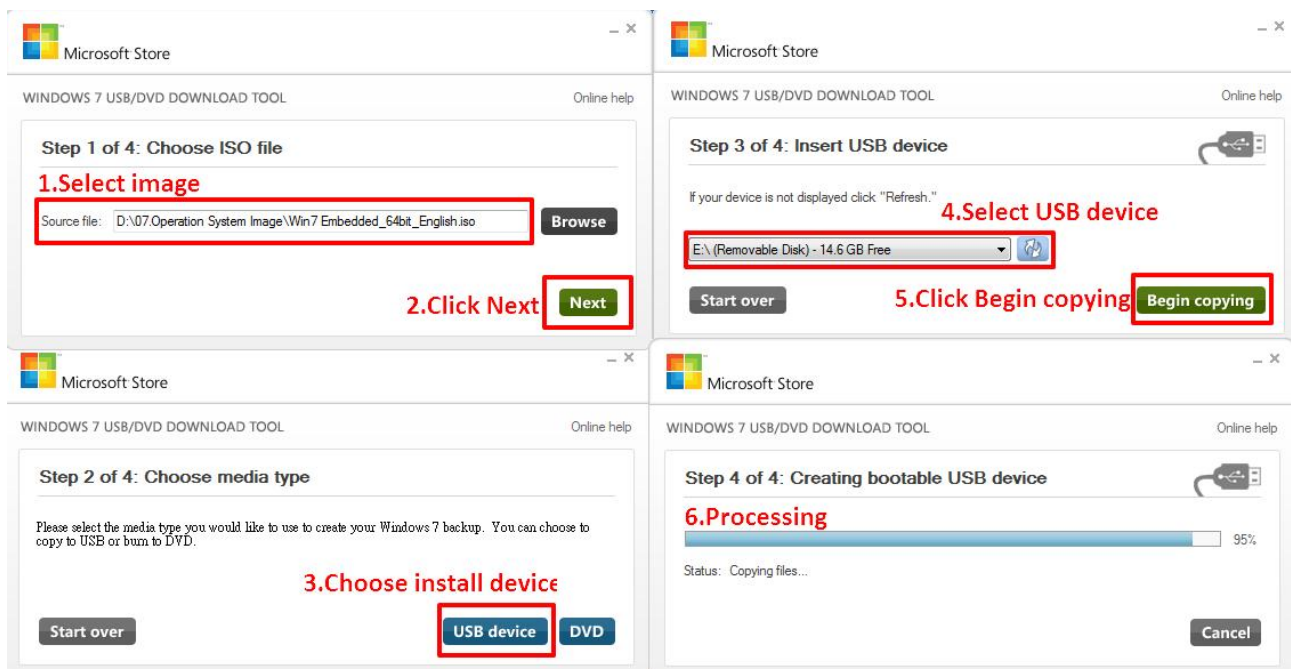 Microsoft Store
WINDOWS 7 USB/DVD DOWNLOAD TOOL Online help
Step 1 of 4: Choose ISO file
1.Select image
Source file: D:\07.Operation System Image\Win7 Embedded_64bit_English.iso Browse
2.Click Next Next
Microsoft Store
WINDOWS 7 USB/DVD DOWNLOAD TOOL Online help
Step 2 of 4: Choose media type
Please select the media type you would like to use to create your Windows 7 backup. You can choose to
copy to USB or burn to DVD.
3.Choose install device
Start over USB device DVD
Microsoft Store
WINDOWS 7 USB/DVD DOWNLOAD TOOL Online help
Step 3 of 4: Insert USB device
If your device is not displayed click "Refresh."
4.Select USB device
E:\ (Removable Disk) - 14.6 GB Free
Start over 5.Click Begin copying Begin copying
Microsoft Store
WINDOWS 7 USB/DVD DOWNLOAD TOOL Online help
Step 4 of 4: Creating bootable USB device
6.Processing
95%
Status: Copying files...
Cancel